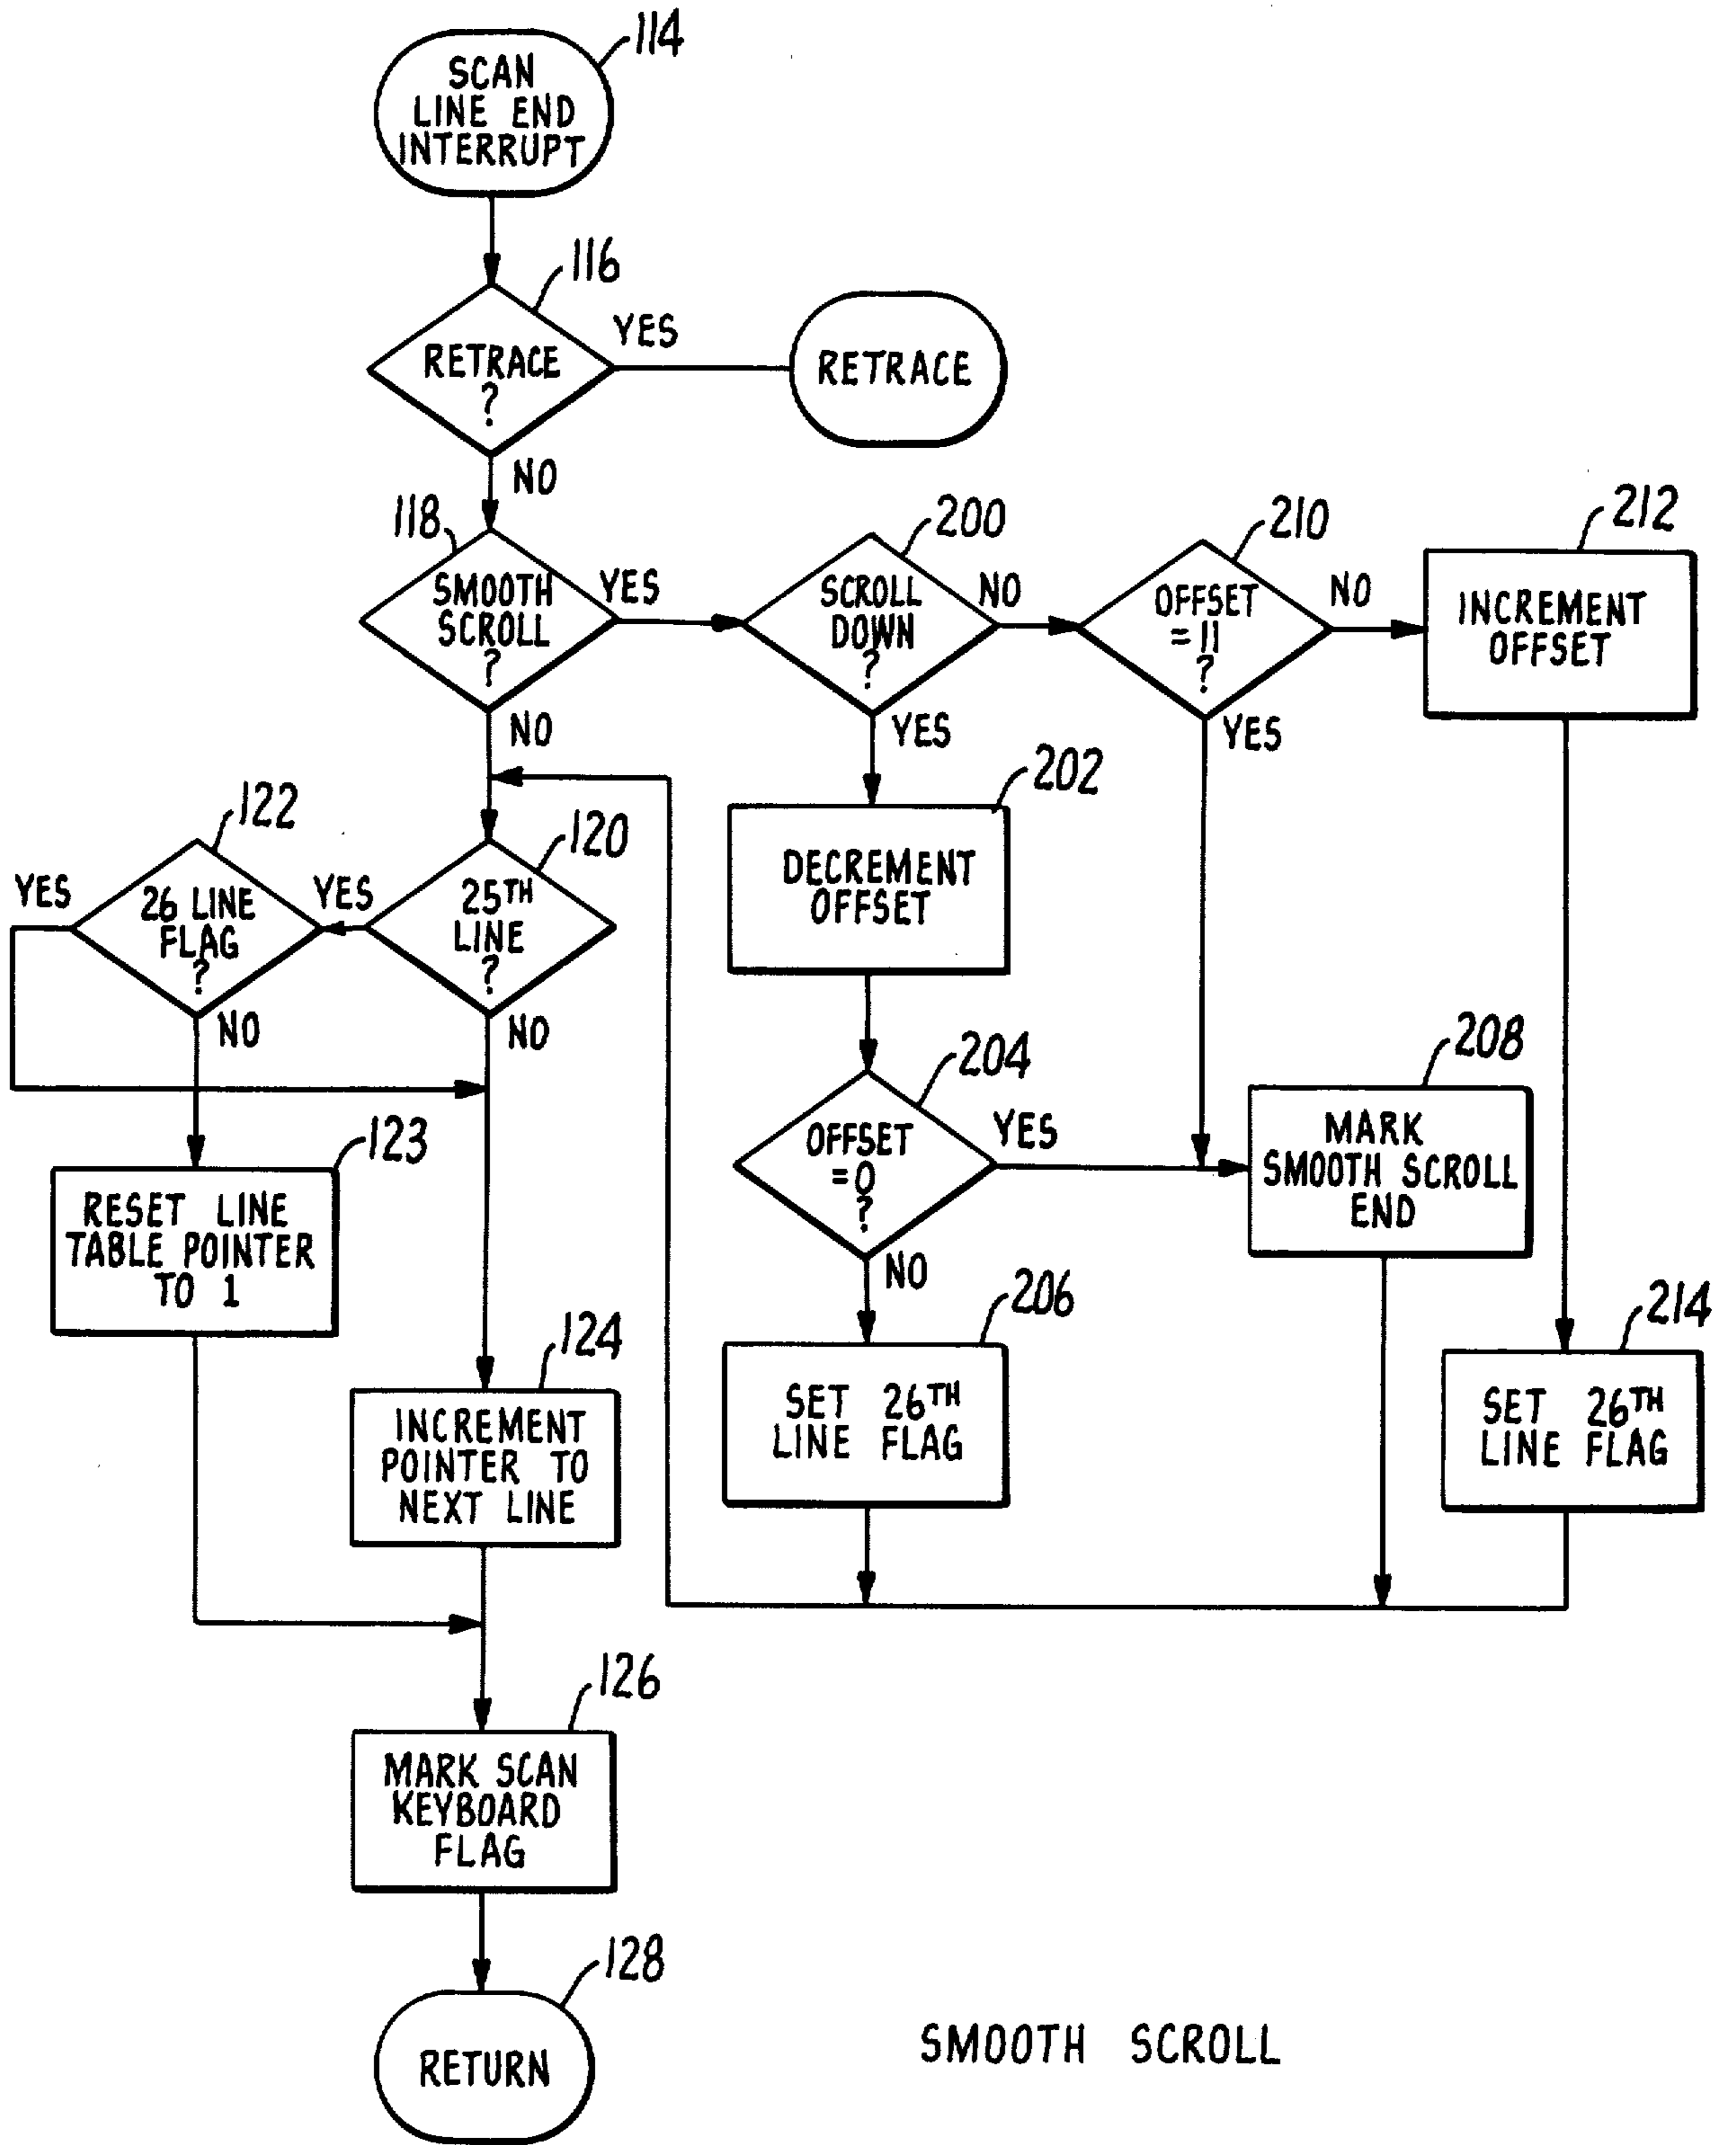 114
SCAN
LINE END
INTERRUPT
116
RETRACE
?
YES
RETRACE
NO
118
SMOOTH
SCROLL
?
YES
NO
200
SCROLL
DOWN
?
NO
YES
210
OFFSET
=11
?
NO
YES
212
INCREMENT
OFFSET
202
DECREMENT
OFFSET
122
26 LINE
FLAG
?
YES
NO
120
25TH
LINE
?
YES
NO
204
OFFSET
=0
?
YES
NO
208
MARK
SMOOTH SCROLL
END
123
RESET LINE
TABLE POINTER
TO 1
206
SET 26TH
LINE FLAG
214
SET 26TH
LINE FLAG
124
INCREMENT
POINTER TO
NEXT LINE
126
MARK SCAN
KEYBOARD
FLAG
128
RETURN
SMOOTH SCROLL